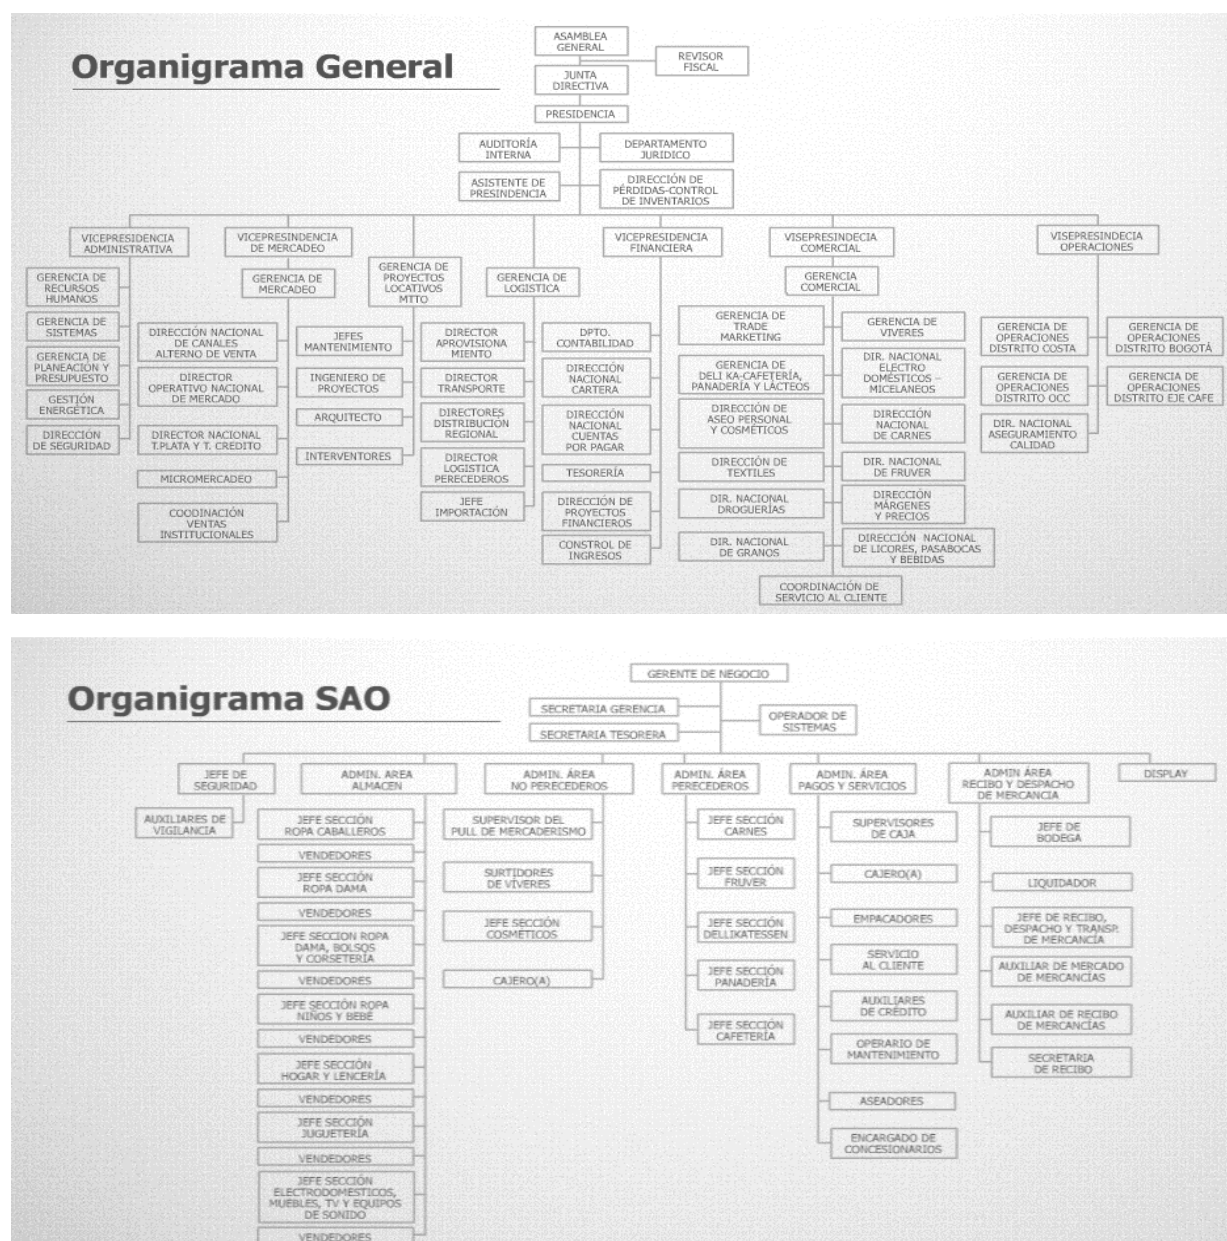 Organigrama General
ASAMBLEA
GENERAL
REVISOR
FISCAL
JUNTA
DIRECTIVA
PRESIDENCIA
AUDITORÍA
INTERNA
DEPARTAMENTO
JURIDICO
ASISTENTE DE
PRESINDENCIA
DIRECCIÓN DE
PÉRDIDAS-CONTROL
DE INVENTARIOS
VICEPRESIDENCIA
ADMINISTRATIVA
GERENCIA DE
RECURSOS
HUMANOS
GERENCIA DE
SISTEMAS
GERENCIA DE
PLANEACIÓN Y
PRESUPUESTO
GESTIÓN
ENERGÉTICA
DIRECCIÓN
DE SEGURIDAD
VICEPRESINDENCIA
DE MERCADEO
GERENCIA DE
MERCADEO
DIRECCIÓN NACIONAL
DE CANALES
ALTERNO DE VENTA
DIRECTOR
OPERATIVO NACIONAL
DE MERCADO
DIRECTOR NACIONAL
T.PLATA Y T. CREDITO
MICROMERCADEO
COODINACIÓN
VENTAS
INSTITUCIONALES
GERENCIA DE
PROYECTOS
LOCATIVOS
MTTO
JEFES
MANTENIMIENTO
INGENIERO DE
PROYECTOS
ARQUITECTO
INTERVENTORES
GERENCIA DE
LOGISTICA
DIRECTOR
APROVISIONA
MIENTO
DIRECTOR
TRANSPORTE
DIRECTORES
DISTRIBUCIÓN
REGIONAL
DIRECTOR
LOGISTICA
PERECEDEROS
JEFE
IMPORTACIÓN
VICEPRESIDENCIA
FINANCIERA
DPTO.
CONTABILIDAD
DIRECCIÓN
NACIONAL
CARTERA
DIRECCIÓN
NACIONAL
CUENTAS
POR PAGAR
TESORERÍA
DIRECCIÓN DE
PROYECTOS
FINANCIEROS
CONSTROL DE
INGRESOS
VISEPRESINDECIA
COMERCIAL
GERENCIA
COMERCIAL
GERENCIA DE
TRADE
MARKETING
GERENCIA DE
VIVERES
GERENCIA DE
DELI KA-CAFETERÍA,
PANADERÍA Y LÁCTEOS
DIR. NACIONAL
ELECTRO
DOMÉSTICOS –
MICELANEOS
DIRECCIÓN DE
ASEO PERSONAL
Y COSMÉTICOS
DIRECCIÓN
NACIONAL
DE CARNES
DIRECCIÓN DE
TEXTILES
DIR. NACIONAL
DE FRUVER
DIR. NACIONAL
DROGUERÍAS
DIRECCIÓN
MÁRGENES
Y PRECIOS
DIR. NACIONAL
DE GRANOS
DIRECCIÓN NACIONAL
DE LICORES, PASABOCAS
Y BEBIDAS
COORDINACIÓN DE
SERVICIO AL CLIENTE
VISEPRESINDECIA
OPERACIONES
GERENCIA DE
OPERACIONES
DISTRITO COSTA
GERENCIA DE
OPERACIONES
DISTRITO BOGOTÁ
GERENCIA DE
OPERACIONES
DISTRITO OCC
GERENCIA DE
OPERACIONES
DISTRITO EJE CAFE
DIR. NACIONAL
ASEGURAMIENTO
CALIDAD
Organigrama SAO
GERENTE DE NEGOCIO
SECRETARIA GERENCIA
OPERADOR DE
SISTEMAS
SECRETARIA TESORERA
JEFE DE
SEGURIDAD
AUXILIARES DE
VIGILANCIA
ADMIN. AREA
ALMACEN
JEFE SECCIÓN
ROPA CABALLEROS
VENDEDORES
JEFE SECCIÓN
ROPA DAMA
VENDEDORES
JEFE SECCION ROPA
DAMA, BOLSOS
Y CORSETERÍA
VENDEDORES
JEFE SECCIÓN ROPA
NIÑOS Y BEBÉ
VENDEDORES
JEFE SECCIÓN
HOGAR Y LENCERÍA
VENDEDORES
JEFE SECCIÓN
JUGUETERÍA
VENDEDORES
JEFE SECCIÓN
ELECTRODOMESTICOS,
MUEBLES, TV Y EQUIPOS
DE SONIDO
VENDEDORES
ADMIN. ÁREA
NO PERECEDEROS
SUPERVISOR DEL
PULL DE MERCADERISMO
SURTIDORES
DE VÍVERES
JEFE SECCIÓN
COSMÉTICOS
CAJERO(A)
ADMIN. ÁREA
PERECEDEROS
JEFE SECCIÓN
CARNES
JEFE SECCIÓN
FRUVER
JEFE SECCIÓN
DELLIKATESSEN
JEFE SECCIÓN
PANADERÍA
JEFE SECCIÓN
CAFETERÍA
ADMIN. ÁREA
PAGOS Y SERVICIOS
SUPERVISORES
DE CAJA
CAJERO(A)
EMPACADORES
SERVICIO
AL CLIENTE
AUXILIARES
DE CRÉDITO
OPERARIO DE
MANTENIMIENTO
ASEADORES
ENCARGADO DE
CONCESIONARIOS
ADMIN ÁREA
RECIBO Y DESPACHO
DE MERCANCIA
JEFE DE
BODEGA
LIQUIDADOR
JEFE DE RECIBO,
DESPACHO Y TRANSP.
DE MERCANCÍA
AUXILIAR DE MERCADO
DE MERCANCÍAS
AUXILIAR DE RECIBO
DE MERCANCÍAS
SECRETARIA
DE RECIBO
DISPLAY